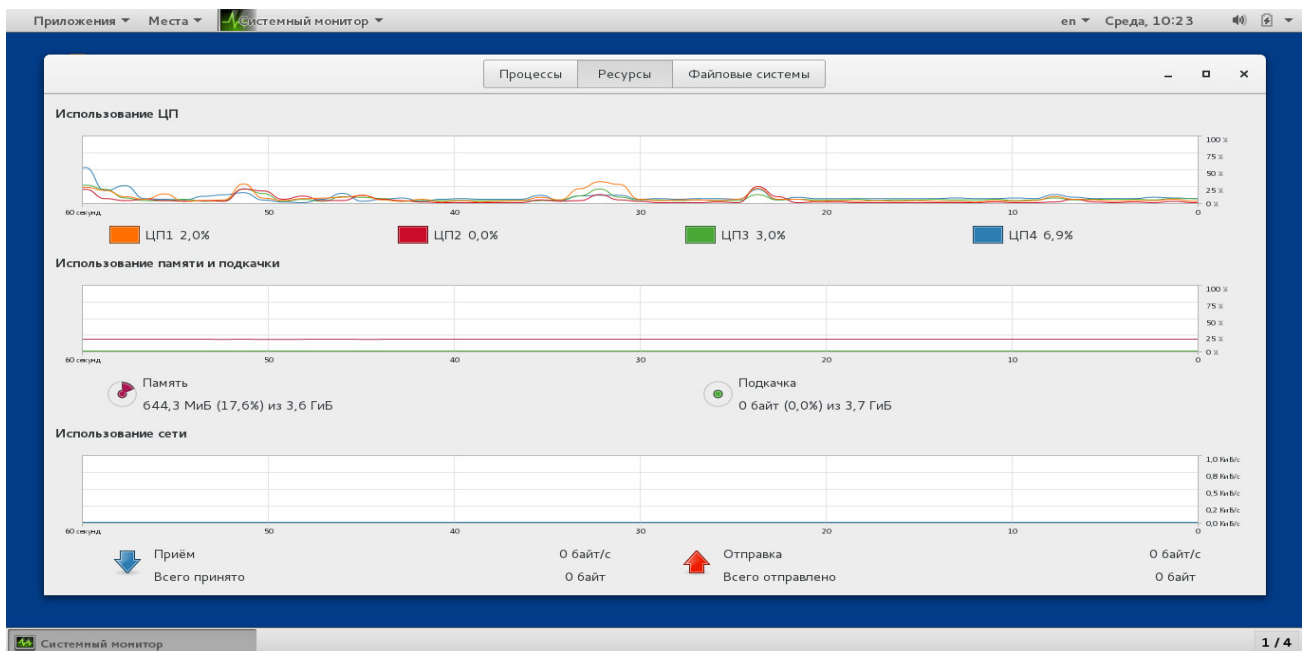 Приложения Места Системный монитор en Среда, 10:23
Процессы Ресурсы Файловые системы
Использование ЦП
100 %
75 %
50 %
25 %
0 %
60 секунд 50 40 30 20 10 0
ЦП1 2,0% ЦП2 0,0% ЦП3 3,0% ЦП4 6,9%
Использование памяти и подкачки
100 %
75 %
50 %
25 %
0 %
60 секунд 50 40 30 20 10 0
Память Подкачка
644,3 МиБ (17,6%) из 3,6 ГиБ 0 байт (0,0%) из 3,7 ГиБ
Использование сети
1,0 КиБ/с
0,8 КиБ/с
0,5 КиБ/с
0,2 КиБ/с
0,0 КиБ/с
60 секунд 50 40 30 20 10 0
Приём 0 байт/с Отправка 0 байт/с
Всего принято 0 байт Всего отправлено 0 байт
Системный монитор 1 / 4